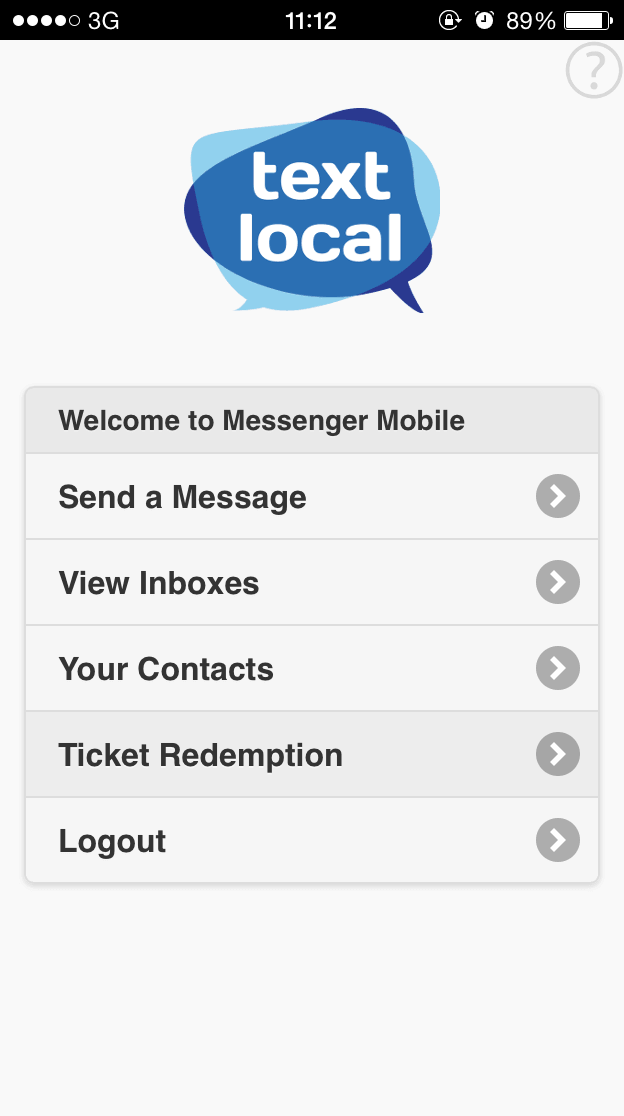 3G 11:12 89%
?
text
local
Welcome to Messenger Mobile
Send a Message
View Inboxes
Your Contacts
Ticket Redemption
Logout